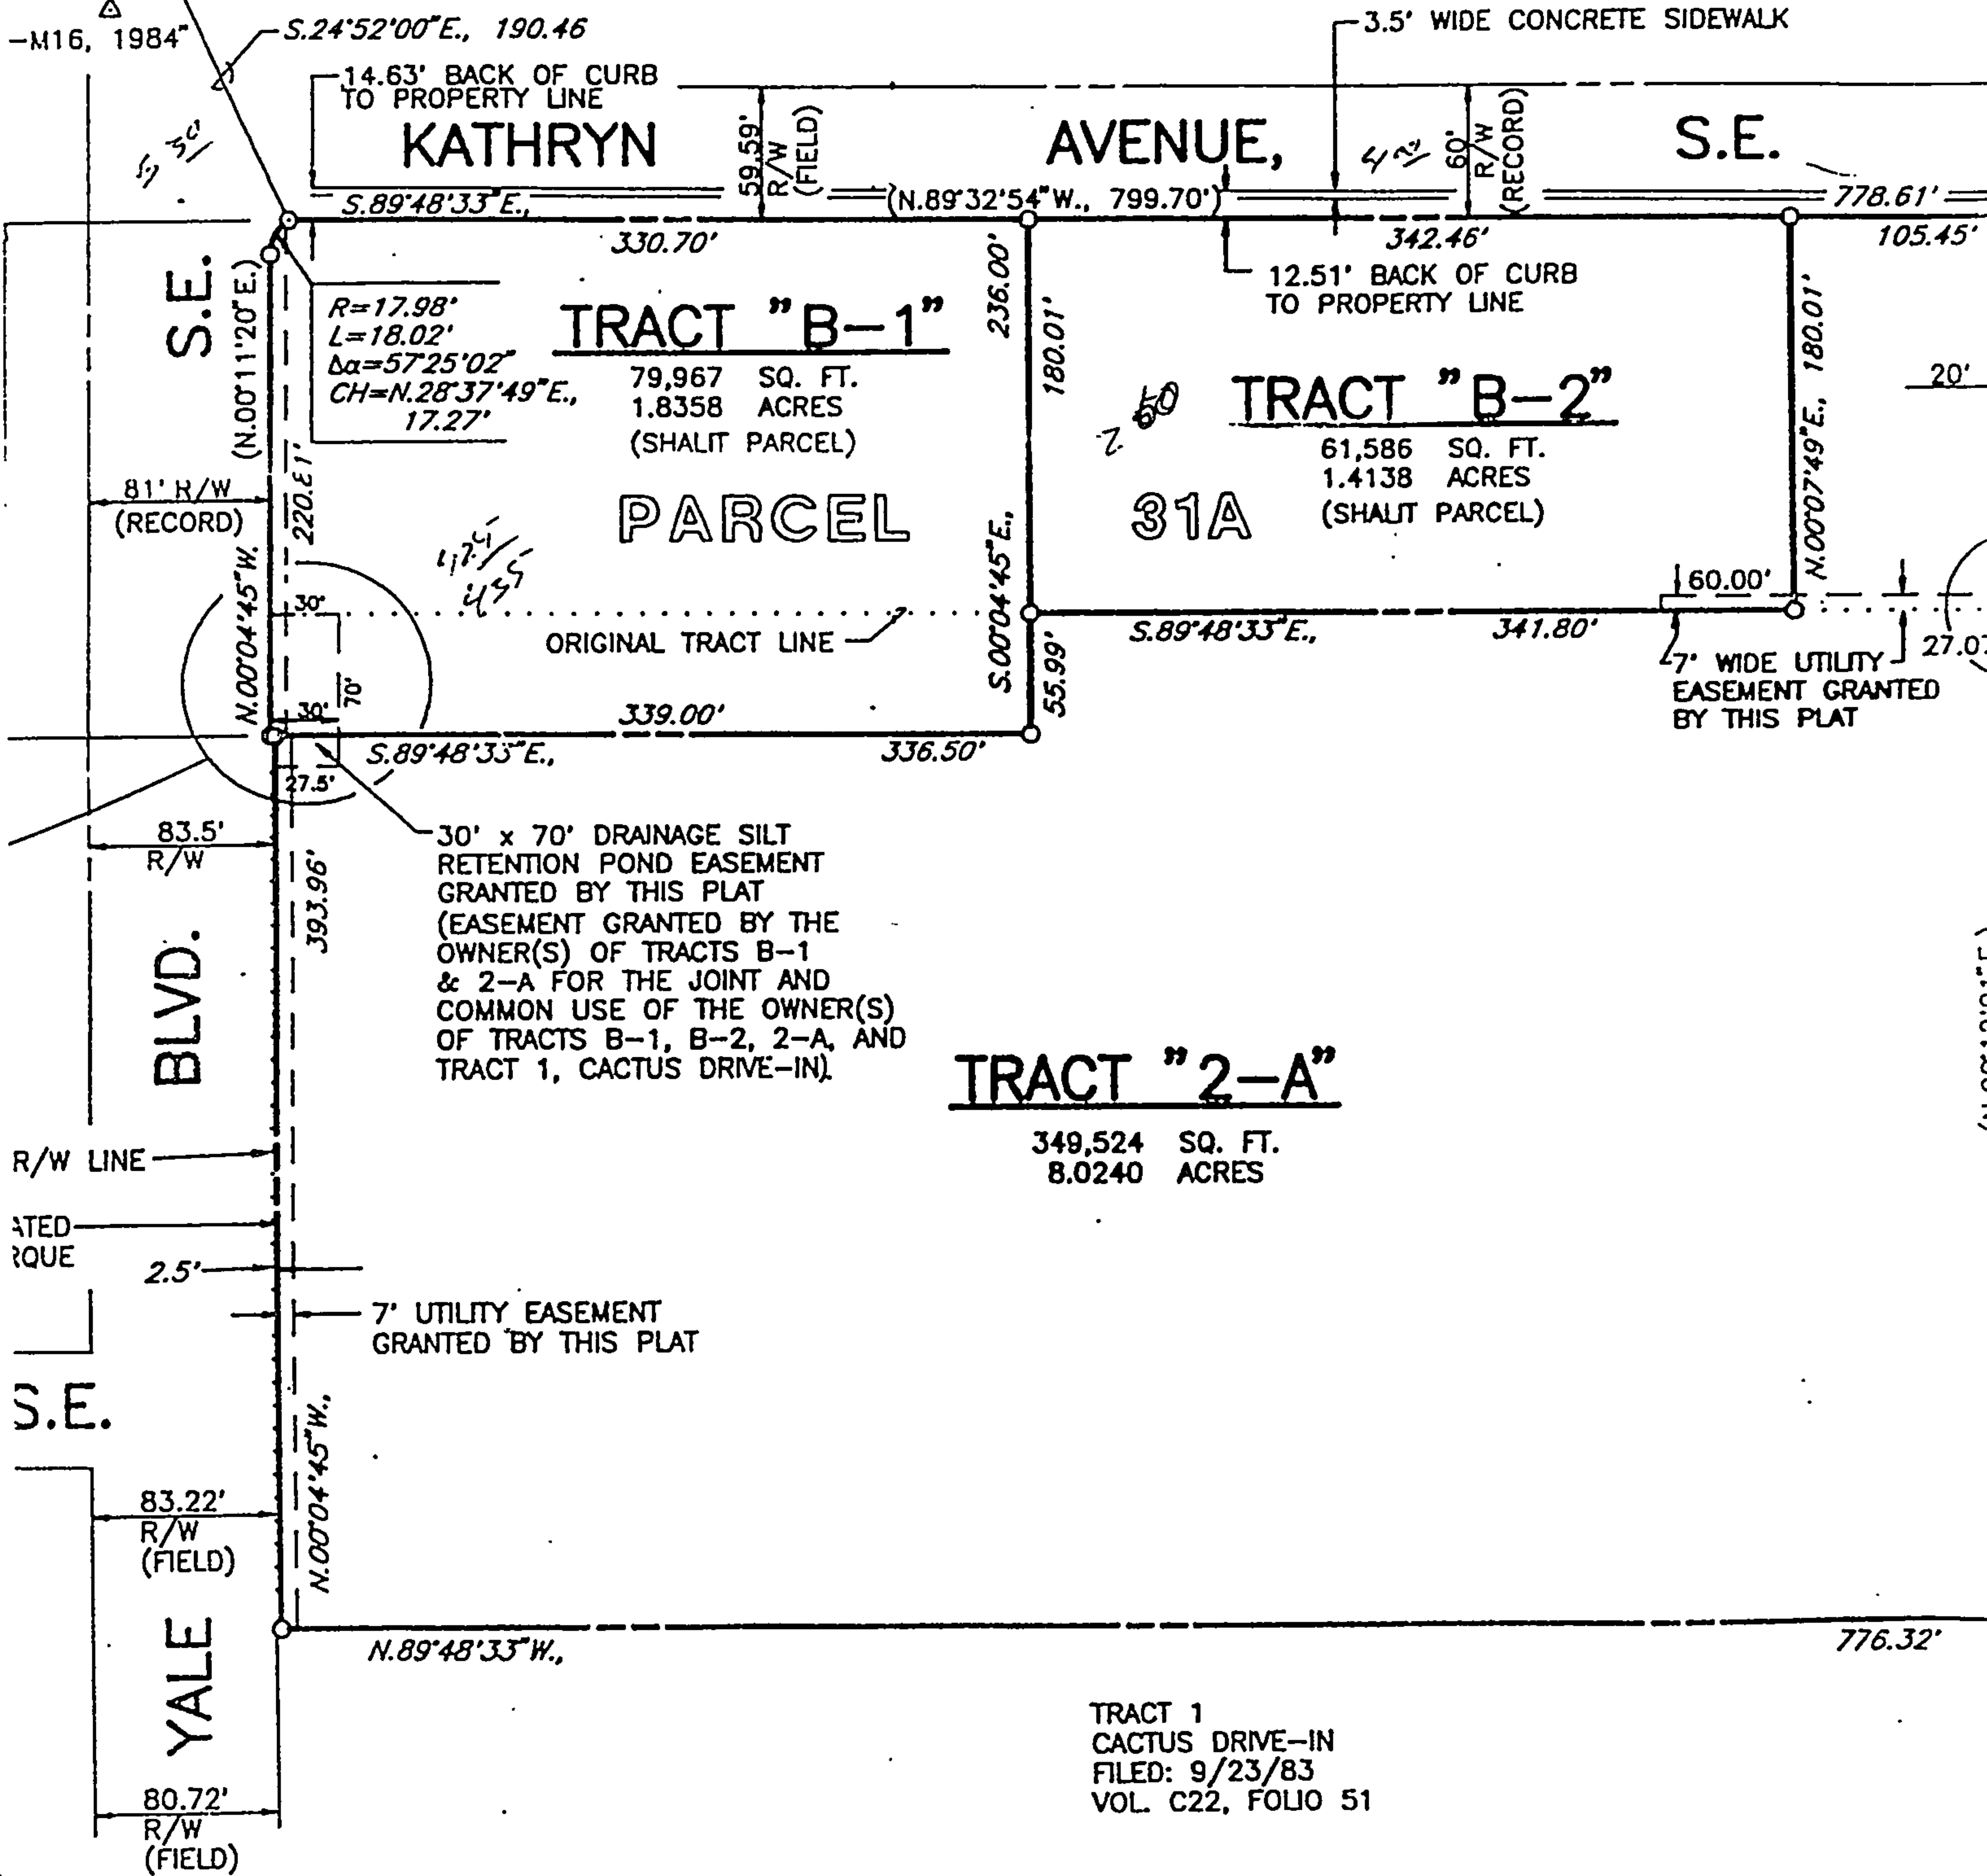 -M16, 1984"
S.24°52'00"E., 190.46
3.5' WIDE CONCRETE SIDEWALK
14.63' BACK OF CURB
TO PROPERTY LINE
KATHRYN AVENUE, S.E.
59.59'
R/W
(FIELD)
60'
R/W
(RECORD)
S.89°48'33"E.,
(N.89°32'54"W., 799.70')
778.61'
330.70'
342.46'
105.45'
12.51' BACK OF CURB
TO PROPERTY LINE
S.E.
(N.00°11'20"E.)
R=17.98'
L=18.02'
Δα=57°25'02"
CH=N.28°37'49"E.,
17.27'
TRACT "B-1"
79,967 SQ. FT.
1.8358 ACRES
(SHALIT PARCEL)
236.00'
180.01'
TRACT "B-2"
61,586 SQ. FT.
1.4138 ACRES
(SHALIT PARCEL)
N.00°07'49"E., 180.01'
20'
81' R/W
(RECORD)
PARCEL 31A
N.00°04'45"W.
30'
ORIGINAL TRACT LINE
S.00°04'45"E.,
55.99'
S.89°48'33"E.,
341.80'
60.00'
7' WIDE UTILITY
EASEMENT GRANTED
BY THIS PLAT
27.07
70'
30'
339.00'
S.89°48'33"E.,
336.50'
27.5'
83.5'
R/W
393.96'
30' x 70' DRAINAGE SILT
RETENTION POND EASEMENT
GRANTED BY THIS PLAT
(EASEMENT GRANTED BY THE
OWNER(S) OF TRACTS B-1
& 2-A FOR THE JOINT AND
COMMON USE OF THE OWNER(S)
OF TRACTS B-1, B-2, 2-A, AND
TRACT 1, CACTUS DRIVE-IN).
BLVD.
TRACT "2-A"
349,524 SQ. FT.
8.0240 ACRES
R/W LINE
ATED
RQUE
2.5'
7' UTILITY EASEMENT
GRANTED BY THIS PLAT
S.E.
N.00°04'45"W.,
83.22'
R/W
(FIELD)
YALE
N.89°48'33"W.,
776.32'
80.72'
R/W
(FIELD)
TRACT 1
CACTUS DRIVE-IN
FILED: 9/23/83
VOL. C22, FOLIO 51